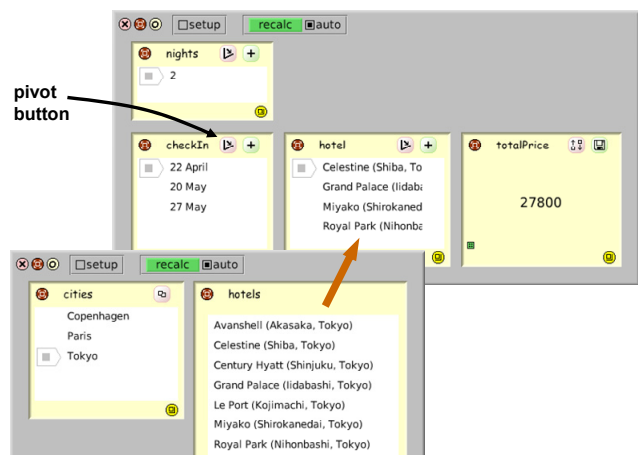 setup recalc auto
nights
2
pivot
button
checkIn
22 April
20 May
27 May
hotel
Celestine (Shiba, To
Grand Palace (Iidaba
Miyako (Shirokaned
Royal Park (Nihonba
totalPrice
27800
setup recalc auto
cities
Copenhagen
Paris
Tokyo
hotels
Avanshell (Akasaka, Tokyo)
Celestine (Shiba, Tokyo)
Century Hyatt (Shinjuku, Tokyo)
Grand Palace (Iidabashi, Tokyo)
Le Port (Kojimachi, Tokyo)
Miyako (Shirokanedai, Tokyo)
Royal Park (Nihonbashi, Tokyo)